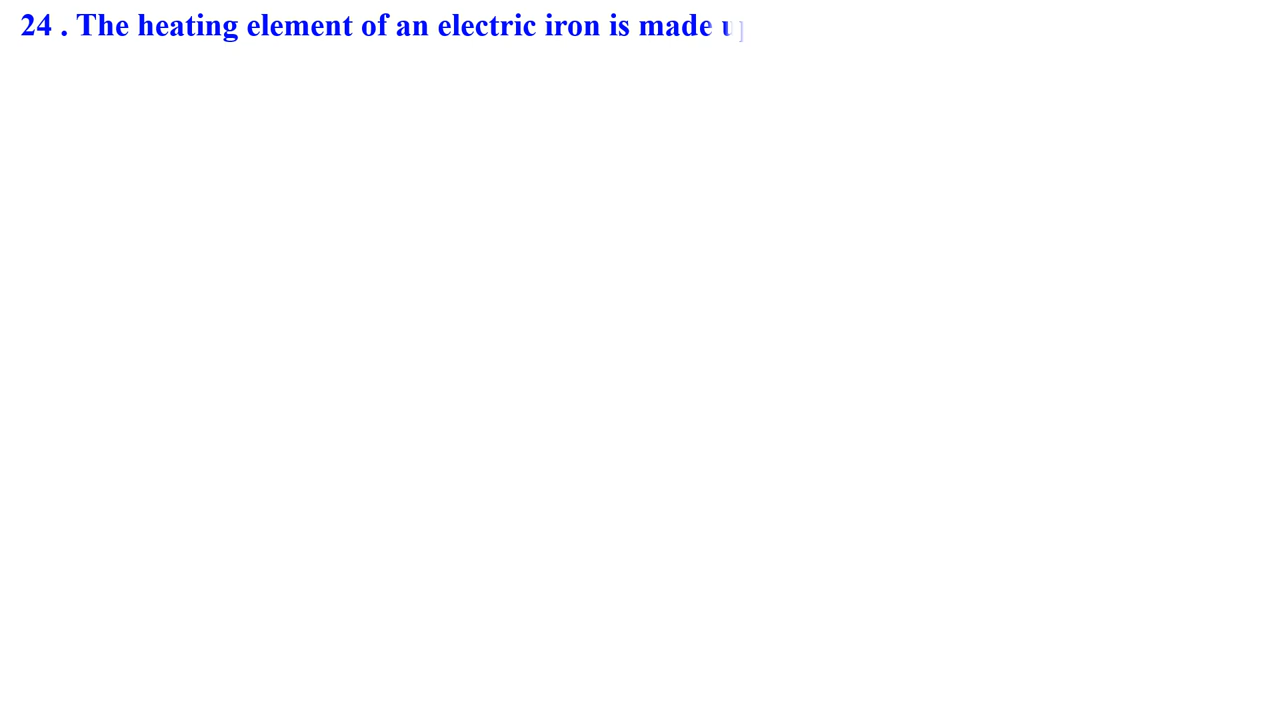 24 . The heating element of an electric iron is made